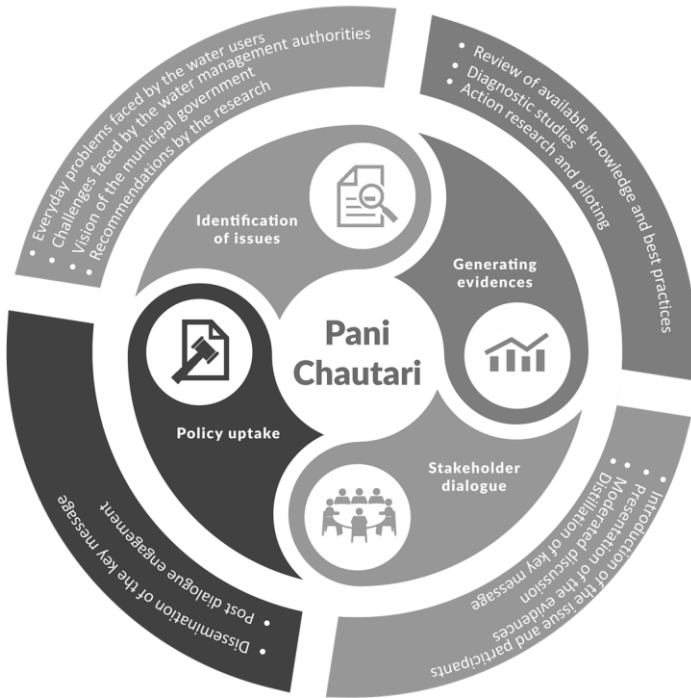 Pani
Chautari
Identification
of issues
• Everyday problems faced by the water users
• Challenges faced by the water management authorities
• Vision of the municipal government
• Recommendations by the research
Generating
evidences
• Review of available knowledge and best practices
• Diagnostic studies
• Action research and piloting
Stakeholder
dialogue
• Introduction of the issue and participants
• Presentation of the evidences
• Moderated discussion
• Distillation of key message
Policy uptake
• Dissemination of the key message
• Post dialogue engagement